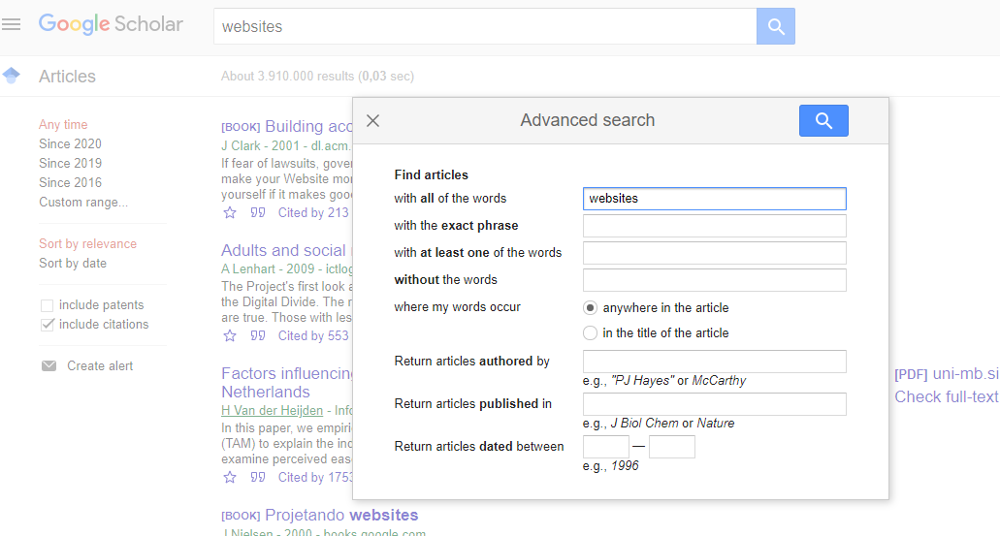 Google Scholar
websites
Articles
About 3.910.000 results (0,03 sec)
Any time
Since 2020
Since 2019
Since 2016
Custom range...
Sort by relevance
Sort by date
include patents
include citations
Create alert
[BOOK] Building acc
J Clark - 2001 - dl.acm.
If fear of lawsuits, gover
make your Website mor
yourself if it makes goo
Cited by 213
Adults and social
A Lenhart - 2009 - ictlog
The Project's first look a
the Digital Divide. The r
are true. Those with les
Cited by 553
Factors influencing
Netherlands
H Van der Heijden - Info
In this paper, we empiri
(TAM) to explain the ind
examine perceived eas
Cited by 1753
[BOOK] Projetando websites
J Nielsen - 2000 - books.google.com
Advanced search
Find articles
with all of the words
websites
with the exact phrase
with at least one of the words
without the words
where my words occur
anywhere in the article
in the title of the article
Return articles authored by
e.g., "PJ Hayes" or McCarthy
Return articles published in
e.g., J Biol Chem or Nature
Return articles dated between
—
e.g., 1996
[PDF] uni-mb.si
Check full-text